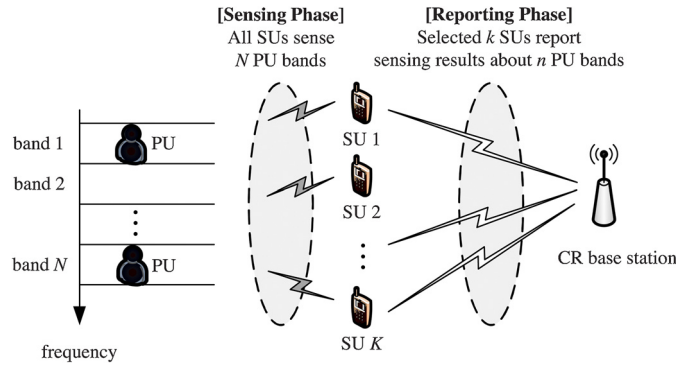 [Sensing Phase]
All SUs sense
N PU bands
[Reporting Phase]
Selected k SUs report
sensing results about n PU bands
band 1
PU
band 2
band N
PU
frequency
SU 1
SU 2
SU K
CR base station